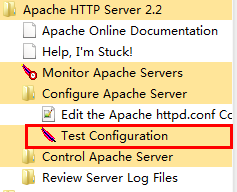 Apache HTTP Server 2.2
Apache Online Documentation
Help, I'm Stuck!
Monitor Apache Servers
Configure Apache Server
Edit the Apache httpd.conf Co
Test Configuration
Control Apache Server
Review Server Log Files